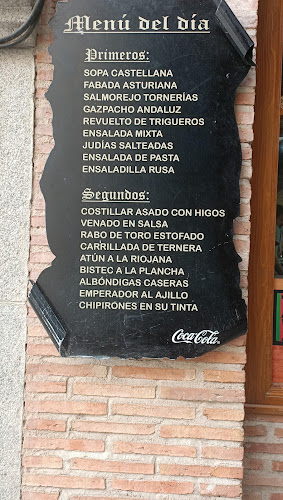 Menú del día
Primeros:
SOPA CASTELLANA
FABADA ASTURIANA
SALMOREJO TORNERÍAS
GAZPACHO ANDALUZ
REVUELTO DE TRIGUEROS
ENSALADA MIXTA
JUDÍAS SALTEADAS
ENSALADA DE PASTA
ENSALADILLA RUSA
Segundos:
COSTILLAR ASADO CON HIGOS
VENADO EN SALSA
RABO DE TORO ESTOFADO
CARRILLADA DE TERNERA
ATÚN A LA RIOJANA
BISTEC A LA PLANCHA
ALBÓNDIGAS CASERAS
EMPERADOR AL AJILLO
CHIPIRONES EN SU TINTA
Coca-Cola